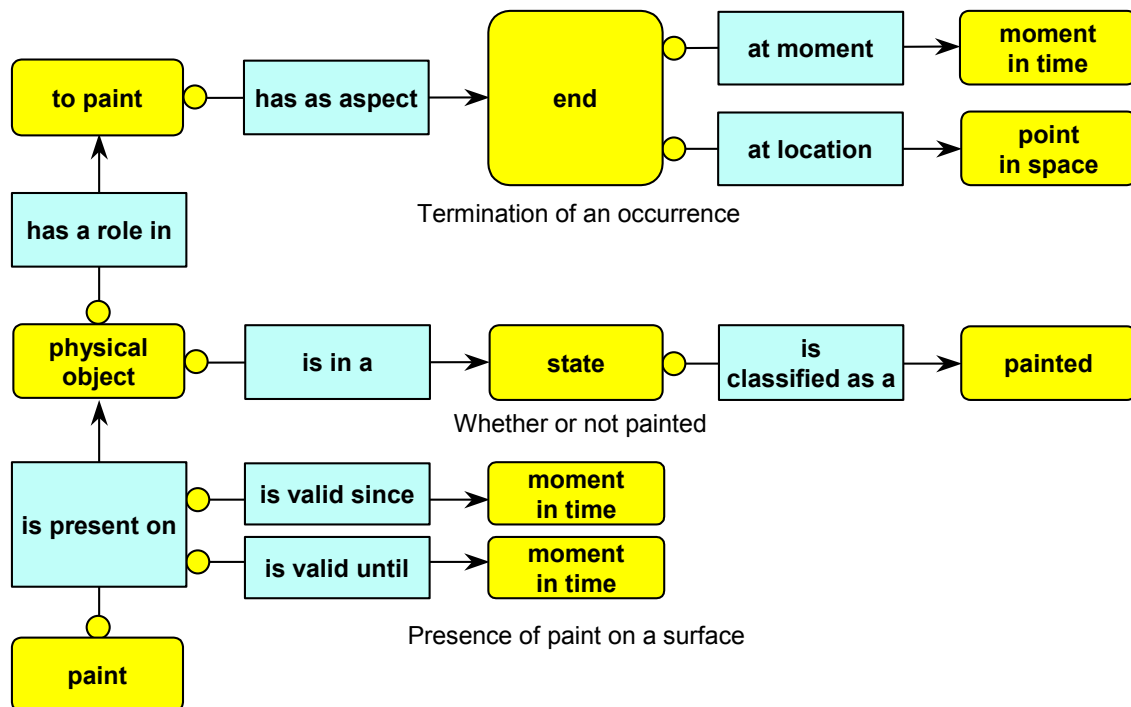 to paint
has as aspect
end
at moment
moment
in time
at location
point
in space
Termination of an occurrence
has a role in
physical
object
is in a
state
is
classified as a
painted
Whether or not painted
is present on
is valid since
moment
in time
is valid until
moment
in time
Presence of paint on a surface
paint